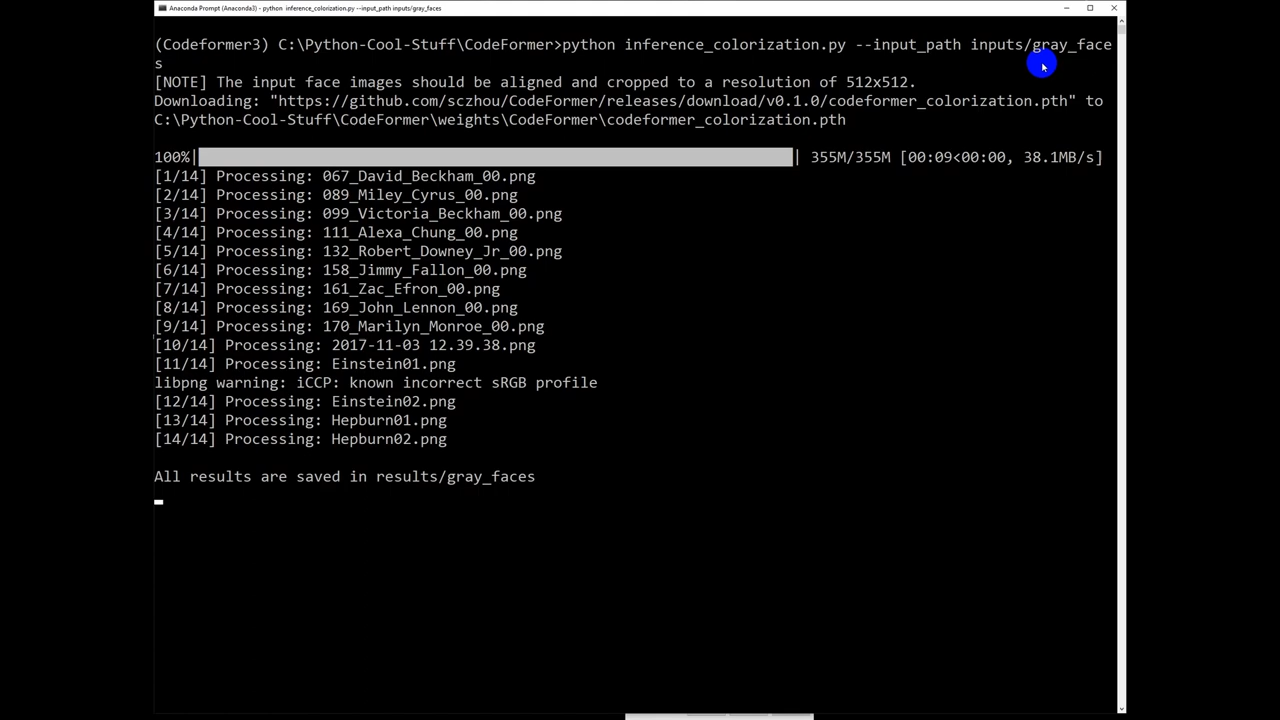 Anaconda Prompt (Anaconda3) - python  inference_colorization.py --input_path inputs/gray_faces
(Codeformer3) C:\Python-Cool-Stuff\CodeFormer>python inference_colorization.py --input_path inputs/gray_face
s
[NOTE] The input face images should be aligned and cropped to a resolution of 512x512.
Downloading: "https://github.com/sczhou/CodeFormer/releases/download/v0.1.0/codeformer_colorization.pth" to
C:\Python-Cool-Stuff\CodeFormer\weights\CodeFormer\codeformer_colorization.pth
100%| | 355M/355M [00:09<00:00, 38.1MB/s]
[1/14] Processing: 067_David_Beckham_00.png
[2/14] Processing: 089_Miley_Cyrus_00.png
[3/14] Processing: 099_Victoria_Beckham_00.png
[4/14] Processing: 111_Alexa_Chung_00.png
[5/14] Processing: 132_Robert_Downey_Jr_00.png
[6/14] Processing: 158_Jimmy_Fallon_00.png
[7/14] Processing: 161_Zac_Efron_00.png
[8/14] Processing: 169_John_Lennon_00.png
[9/14] Processing: 170_Marilyn_Monroe_00.png
[10/14] Processing: 2017-11-03 12.39.38.png
[11/14] Processing: Einstein01.png
libpng warning: iCCP: known incorrect sRGB profile
[12/14] Processing: Einstein02.png
[13/14] Processing: Hepburn01.png
[14/14] Processing: Hepburn02.png
All results are saved in results/gray_faces